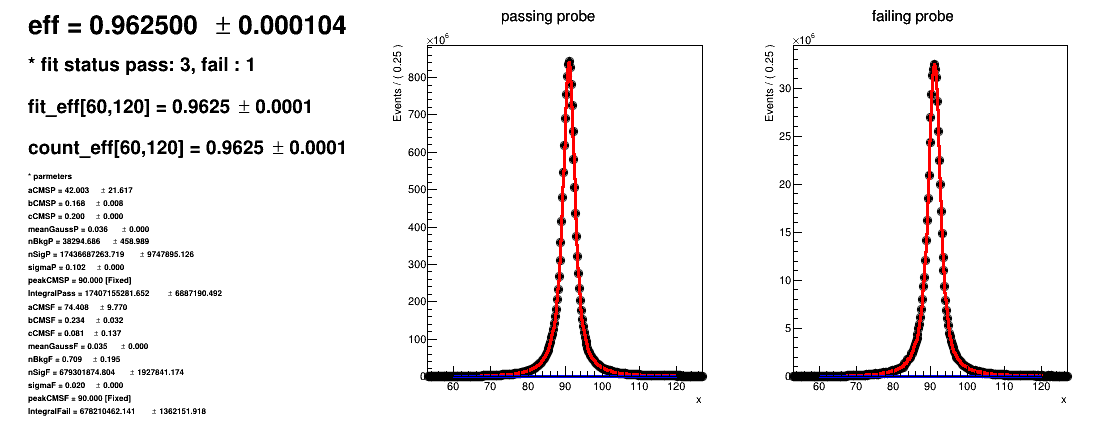 eff = 0.962500 ± 0.000104
* fit status pass: 3, fail : 1
fit_eff[60,120] = 0.9625 ± 0.0001
count_eff[60,120] = 0.9625 ± 0.0001
* parmeters
aCMSP = 42.003 ± 21.617
bCMSP = 0.168 ± 0.008
cCMSP = 0.200 ± 0.000
meanGaussP = 0.036 ± 0.000
nBkgP = 38294.686 ± 458.989
nSigP = 17436687263.719 ± 9747895.126
sigmaP = 0.102 ± 0.000
peakCMSP = 90.000 [Fixed]
IntegralPass = 17407155281.652 ± 6887190.492
aCMSF = 74.408 ± 9.770
bCMSF = 0.234 ± 0.032
cCMSF = 0.081 ± 0.137
meanGaussF = 0.035 ± 0.000
nBkgF = 0.709 ± 0.195
nSigF = 679301874.804 ± 1927841.174
sigmaF = 0.020 ± 0.000
peakCMSF = 90.000 [Fixed]
IntegralFail = 678210462.141 ± 1362151.918
passing probe
×10⁶
Events / ( 0.25 )
800
700
600
500
400
300
200
100
0
60 70 80 90 100 110 120
x
failing probe
×10⁶
Events / ( 0.25 )
30
25
20
15
10
5
0
60 70 80 90 100 110 120
x